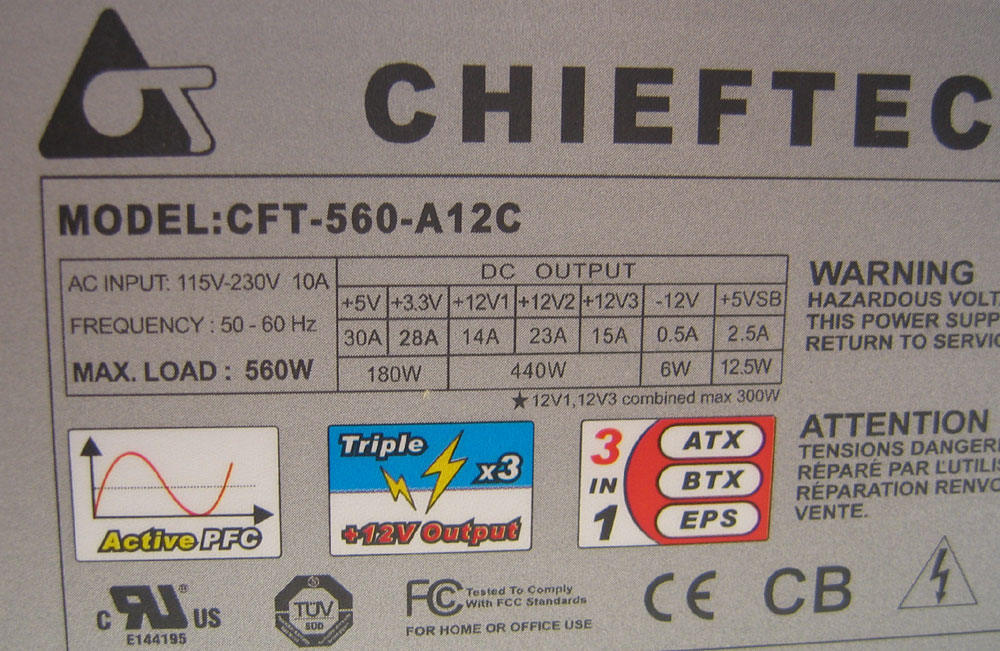 CHIEFTEC
MODEL:CFT-560-A12C
AC INPUT: 115V-230V 10A
FREQUENCY : 50 - 60 Hz
MAX. LOAD : 560W
DC OUTPUT
+5V +3.3V +12V1 +12V2 +12V3 -12V +5VSB
30A 28A 14A 23A 15A 0.5A 2.5A
180W 440W 6W 12.5W
★12V1,12V3 combined max 300W
WARNING
HAZARDOUS VOLT
THIS POWER SUPP
RETURN TO SERVIC
ATTENTION
TENSIONS DANGER
RÉPARÉ PAR L'UTILIS
RÉPARATION RENVO
VENTE.
Active PFC
Triple
x3
+12V Output
3
IN
1
ATX
BTX
EPS
C RU ® US
E144195
TÜV
SÜD
FC Tested To Comply
With FCC Standards
FOR HOME OR OFFICE USE
CE
CB